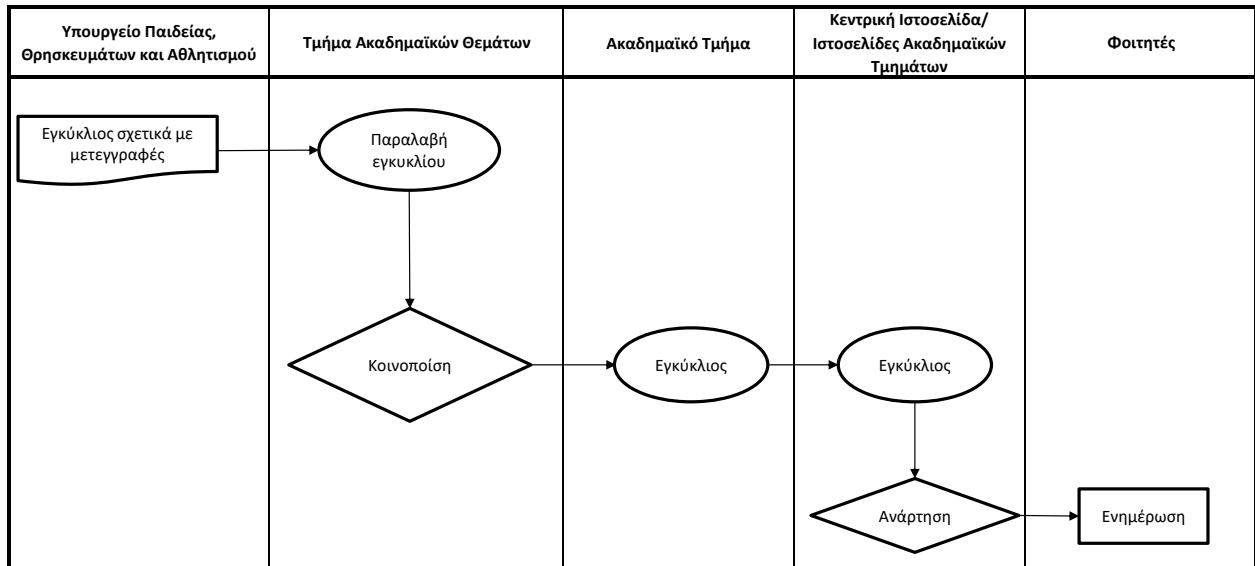 Υπουργείο Παιδείας,
Θρησκευμάτων και Αθλητισμού
Τμήμα Ακαδημαϊκών Θεμάτων
Ακαδημαϊκό Τμήμα
Κεντρική Ιστοσελίδα/
Ιστοσελίδες Ακαδημαϊκών
Τμημάτων
Φοιτητές
Εγκύκλιος σχετικά με
μετεγγραφές
Παραλαβή
εγκυκλίου
Κοινοποίση
Εγκύκλιος
Εγκύκλιος
Ανάρτηση
Ενημέρωση